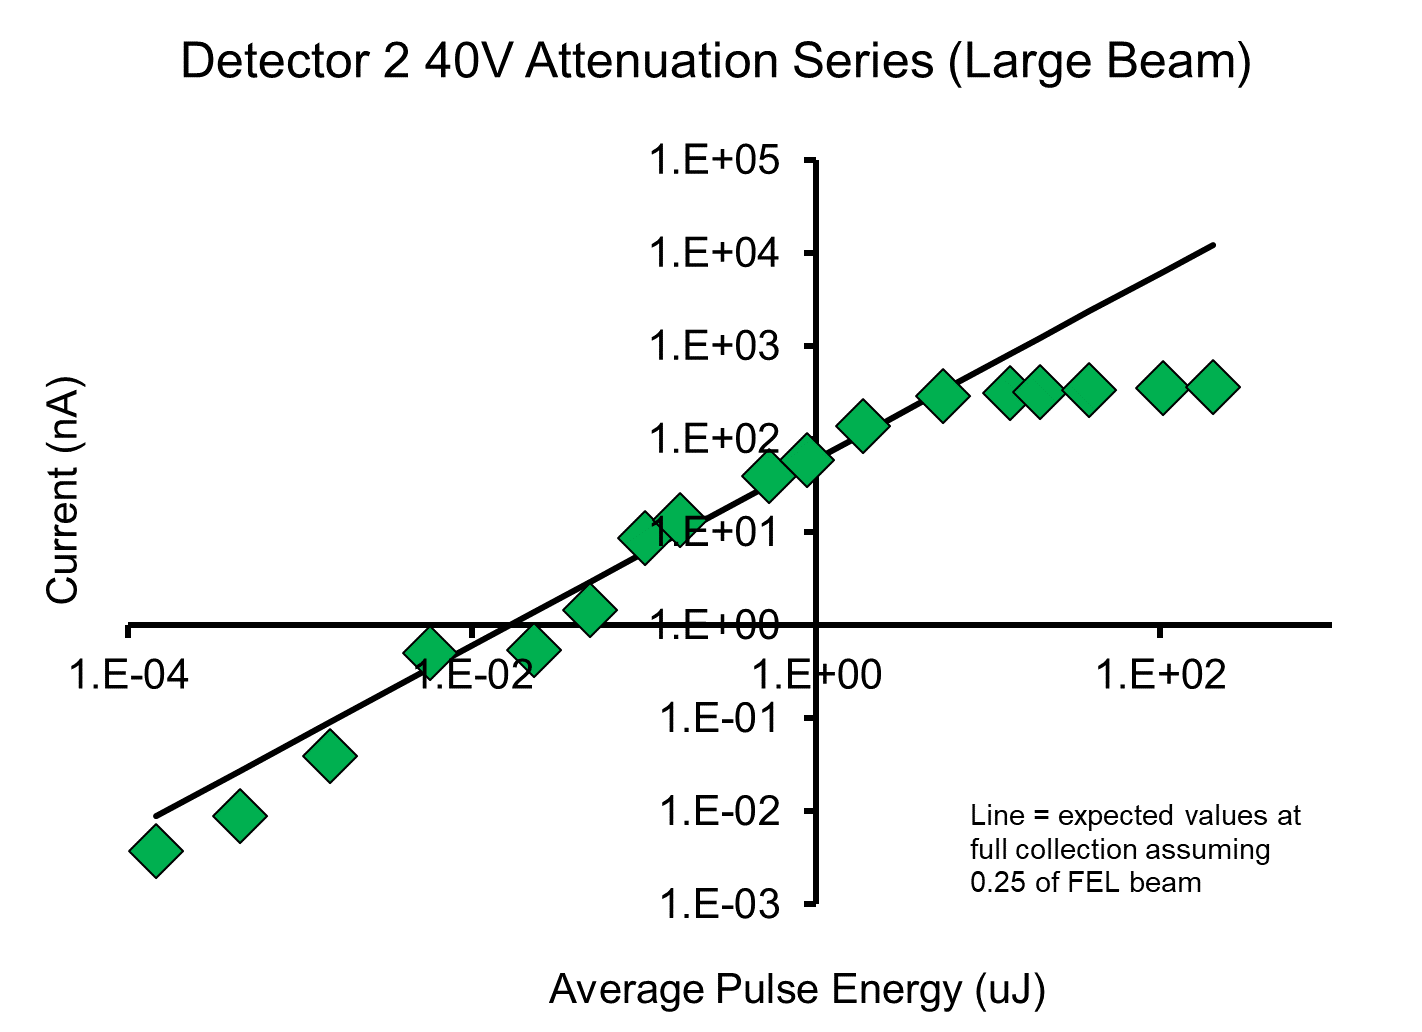 Detector 2 40V Attenuation Series (Large Beam)
1.E+05
1.E+04
1.E+03
1.E+02
1.E+01
1.E+00
1.E-01
1.E-02
1.E-03
Current (nA)
1.E-04
1.E-02
1.E+00
1.E+02
Line = expected values at
full collection assuming
0.25 of FEL beam
Average Pulse Energy (uJ)